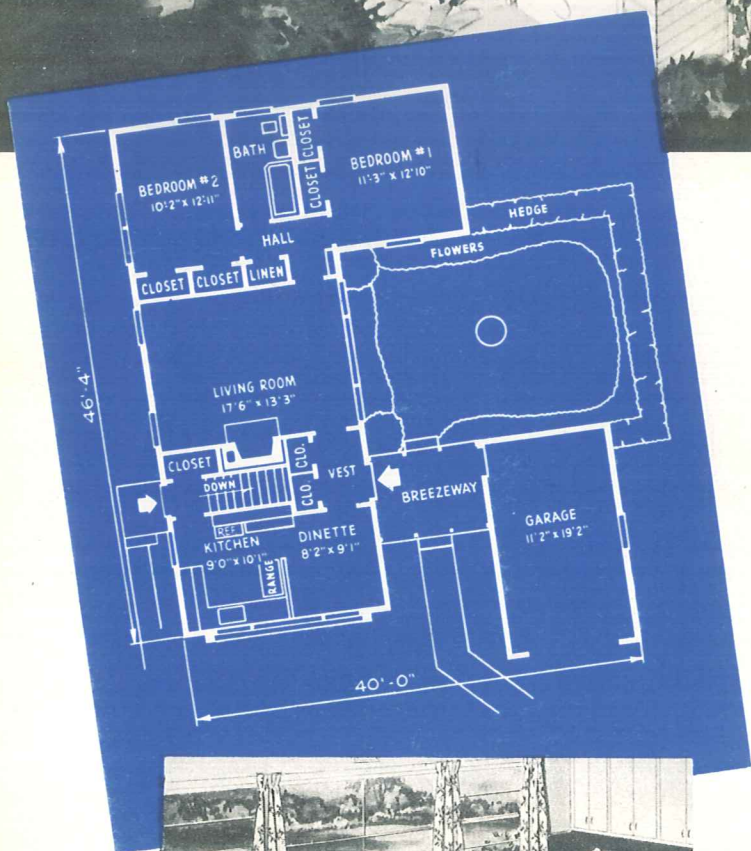 BATH
CLOSET
CLOSET
BEDROOM #1
11'-3" X 12'10"
BEDROOM #2
10'-2" X 12'-11"
HALL
HEDGE
FLOWERS
CLOSET
CLOSET
LINEN
46'-4"
LIVING ROOM
17'6" X 13'3"
CLOSET
DOWN
CLO.
CLO.
VEST
BREEZEWAY
GARAGE
11'2" X 19'2"
REF.
KITCHEN
9'0" X 10'1"
RANGE
DINETTE
8'2" X 9'1"
40'-0"